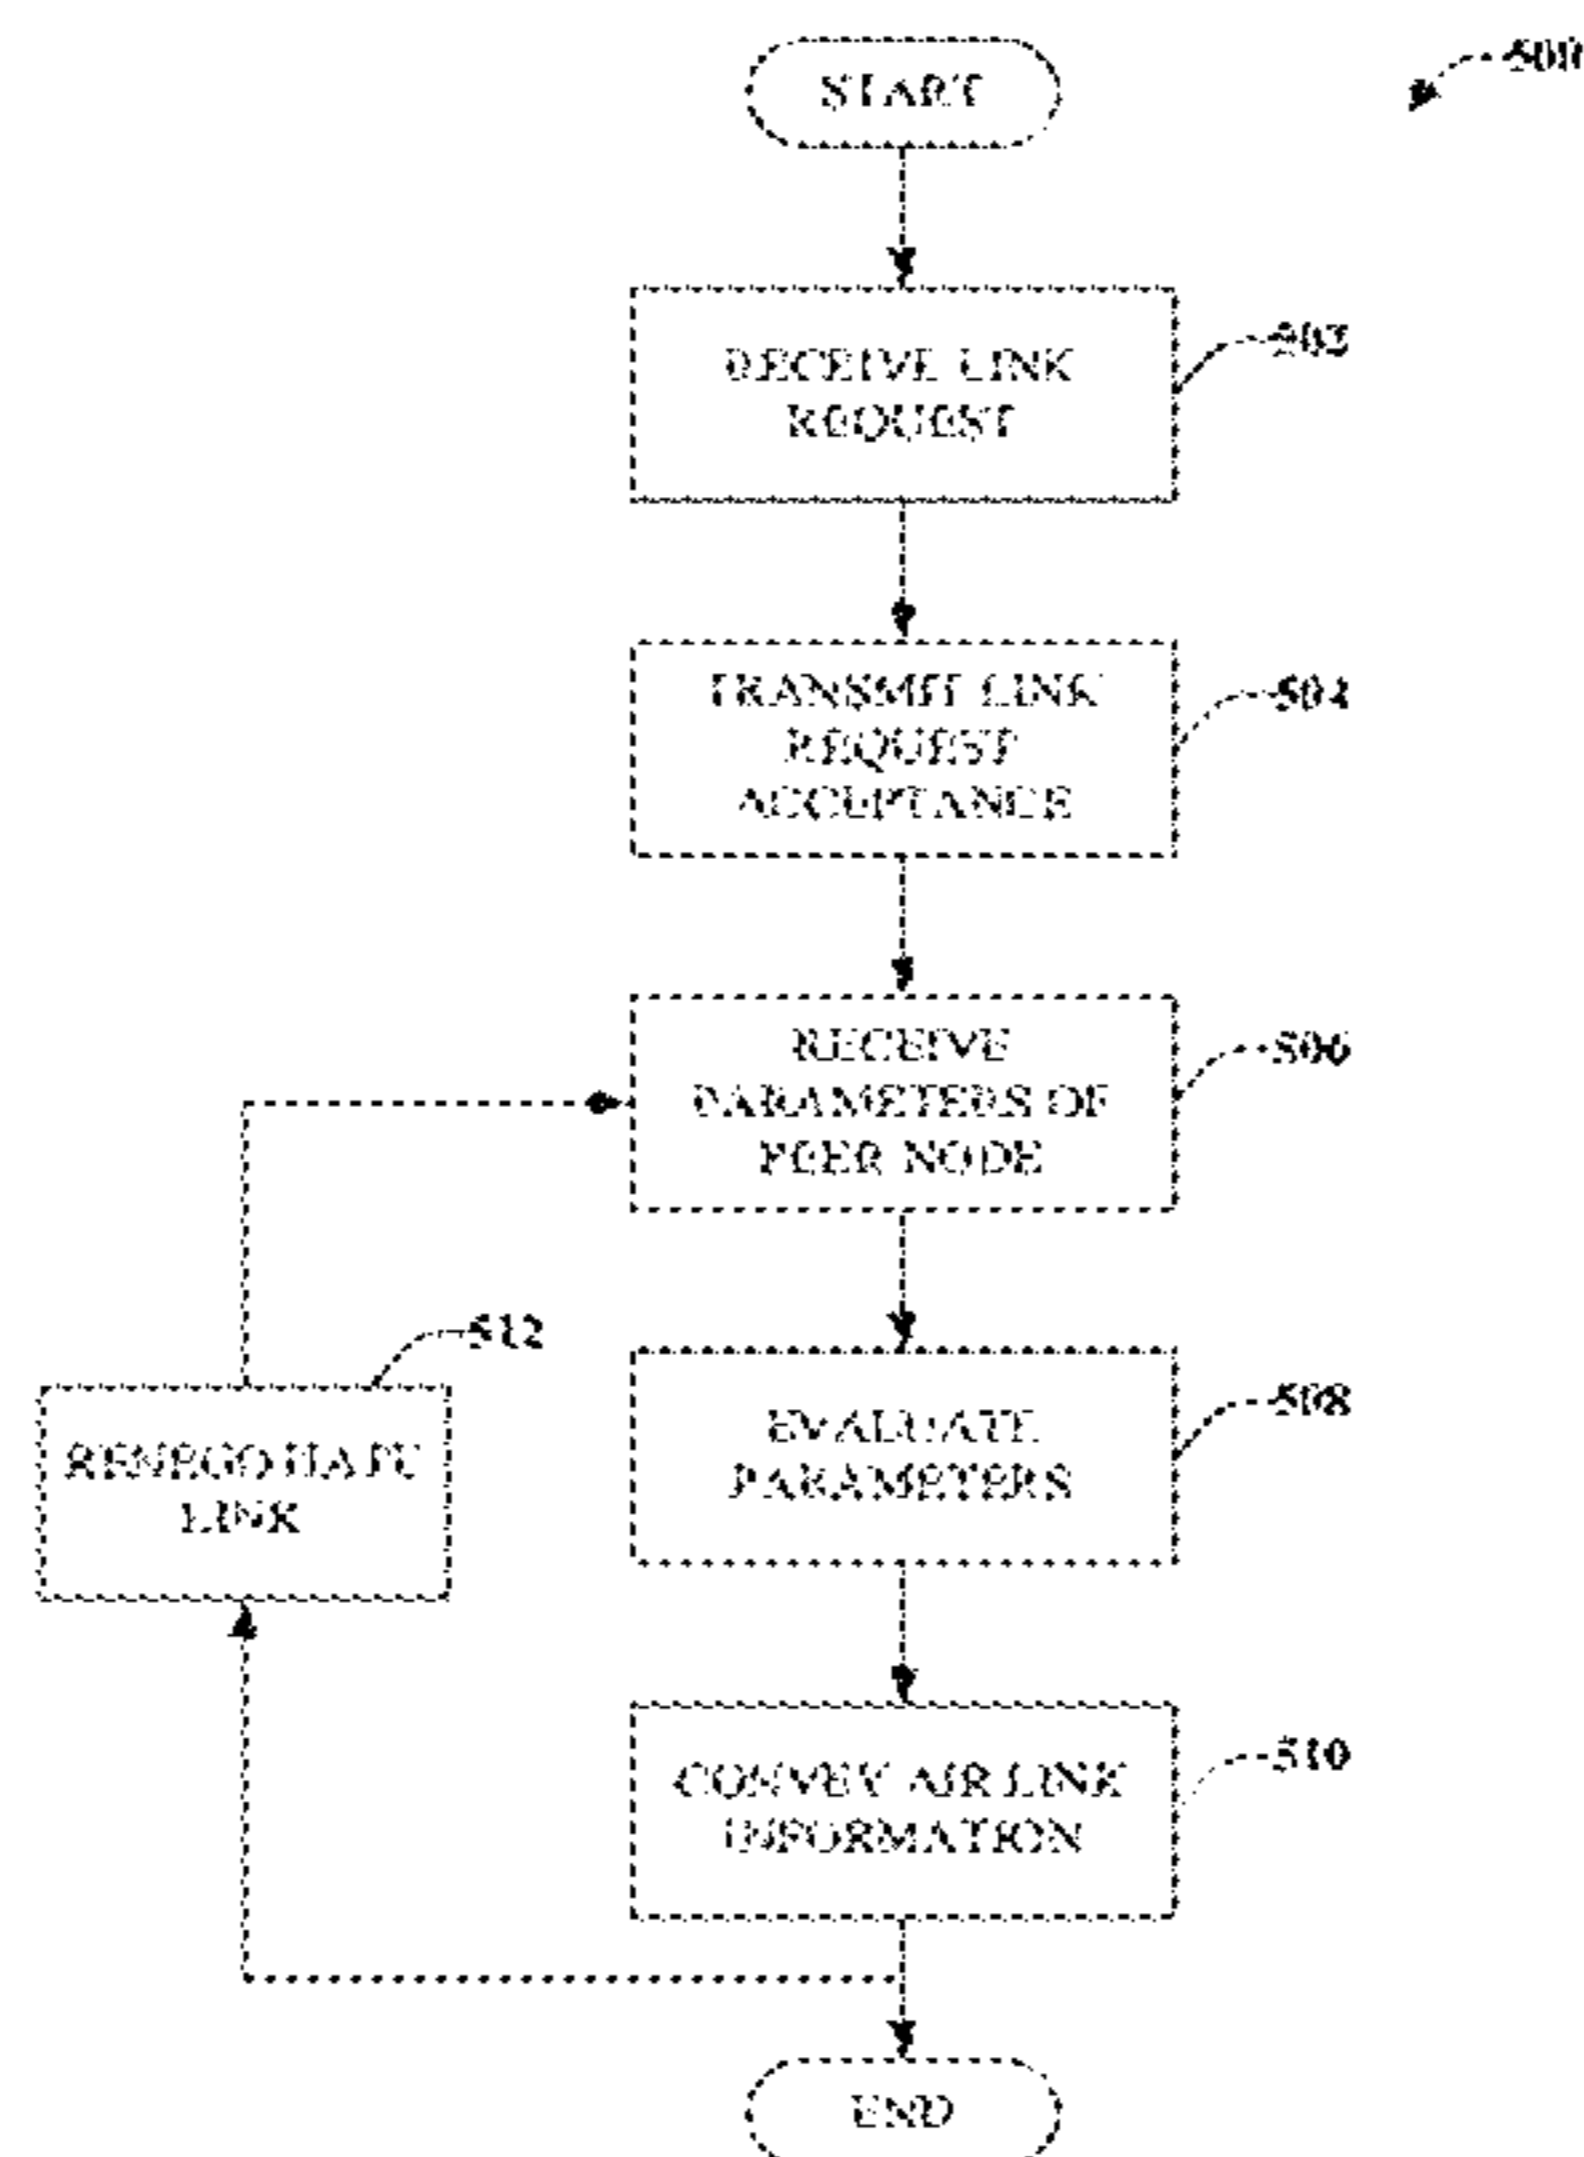 500
START
RECEIVE LINK
REQUEST
502
TRANSMIT LINK
REQUEST
ACCEPTANCE
504
RECEIVE
PARAMETERS OF
PEER NODE
506
512
RENEGOTIATE
LINK
EVALUATE
PARAMETERS
508
CONVEY AIR LINK
INFORMATION
510
END